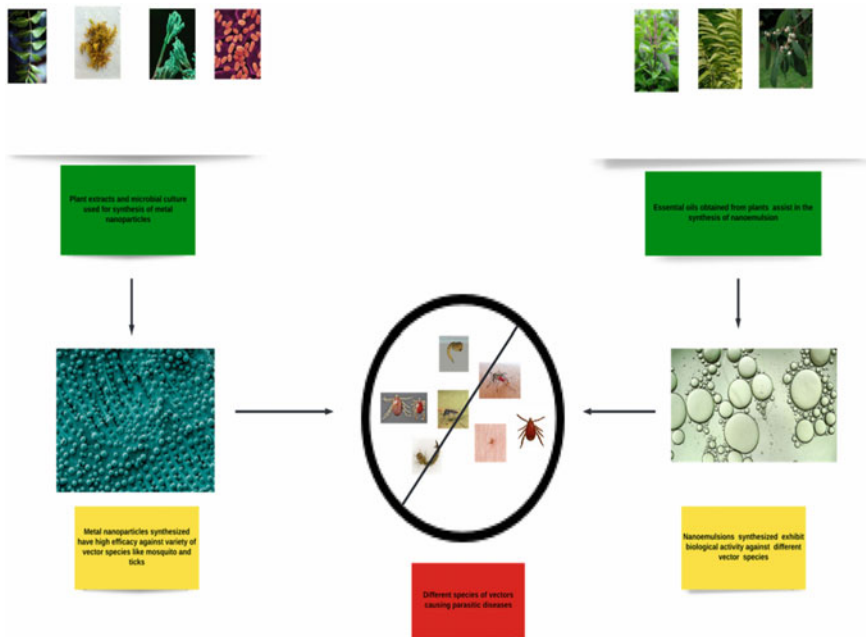 Plant extracts and microbial culture
used for synthesis of metal
nanoparticles
Essential oils obtained from plants assist in the
synthesis of nanoemulsion
Metal nanoparticles synthesized
have high efficacy against variety of
vector species like mosquito and
ticks
Different species of vectors
causing parastic diseases
Nanoemulsions synthesized exhibit
biological activity against different
vector species